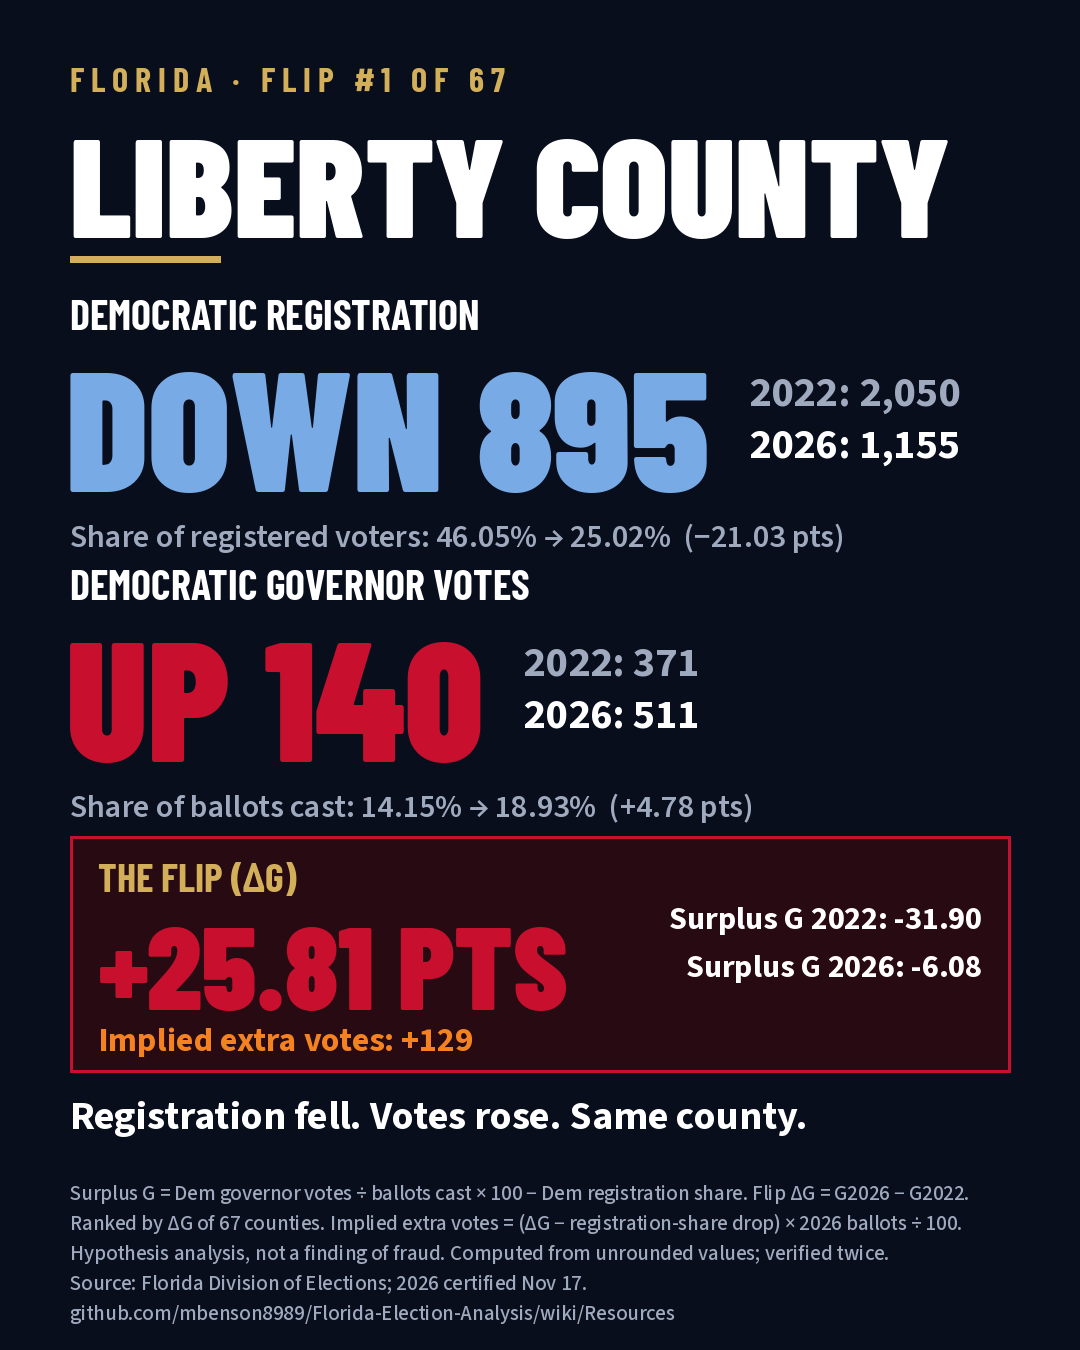 FLORIDA · FLIP #1 OF 67
LIBERTY COUNTY
DEMOCRATIC REGISTRATION
DOWN 895
2022: 2,050
2026: 1,155
Share of registered voters: 46.05% → 25.02% (−21.03 pts)
DEMOCRATIC GOVERNOR VOTES
UP 140
2022: 371
2026: 511
Share of ballots cast: 14.15% → 18.93% (+4.78 pts)
THE FLIP (ΔG)
+25.81 PTS
Surplus G 2022: -31.90
Surplus G 2026: -6.08
Implied extra votes: +129
Registration fell. Votes rose. Same county.
Surplus G = Dem governor votes ÷ ballots cast × 100 − Dem registration share. Flip ΔG = G2026 − G2022.
Ranked by ΔG of 67 counties. Implied extra votes = (ΔG − registration-share drop) × 2026 ballots ÷ 100.
Hypothesis analysis, not a finding of fraud. Computed from unrounded values; verified twice.
Source: Florida Division of Elections; 2026 certified Nov 17.
github.com/mbenson8989/Florida-Election-Analysis/wiki/Resources